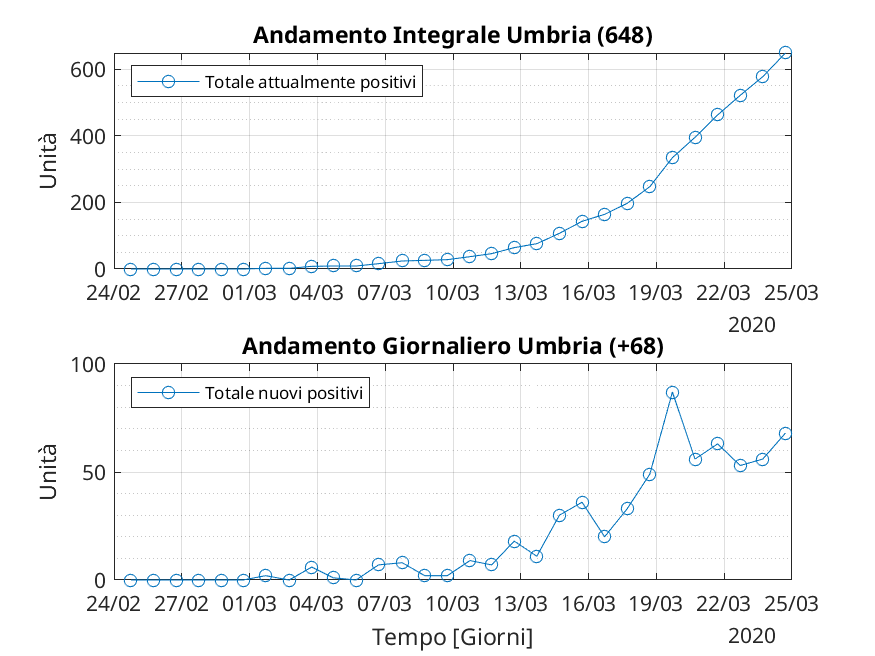 Andamento Integrale Umbria (648)
Totale attualmente positivi
Unità
600
400
200
0
24/02 27/02 01/03 04/03 07/03 10/03 13/03 16/03 19/03 22/03 25/03
2020
Andamento Giornaliero Umbria (+68)
Totale nuovi positivi
Unità
100
50
0
24/02 27/02 01/03 04/03 07/03 10/03 13/03 16/03 19/03 22/03 25/03
Tempo [Giorni]
2020